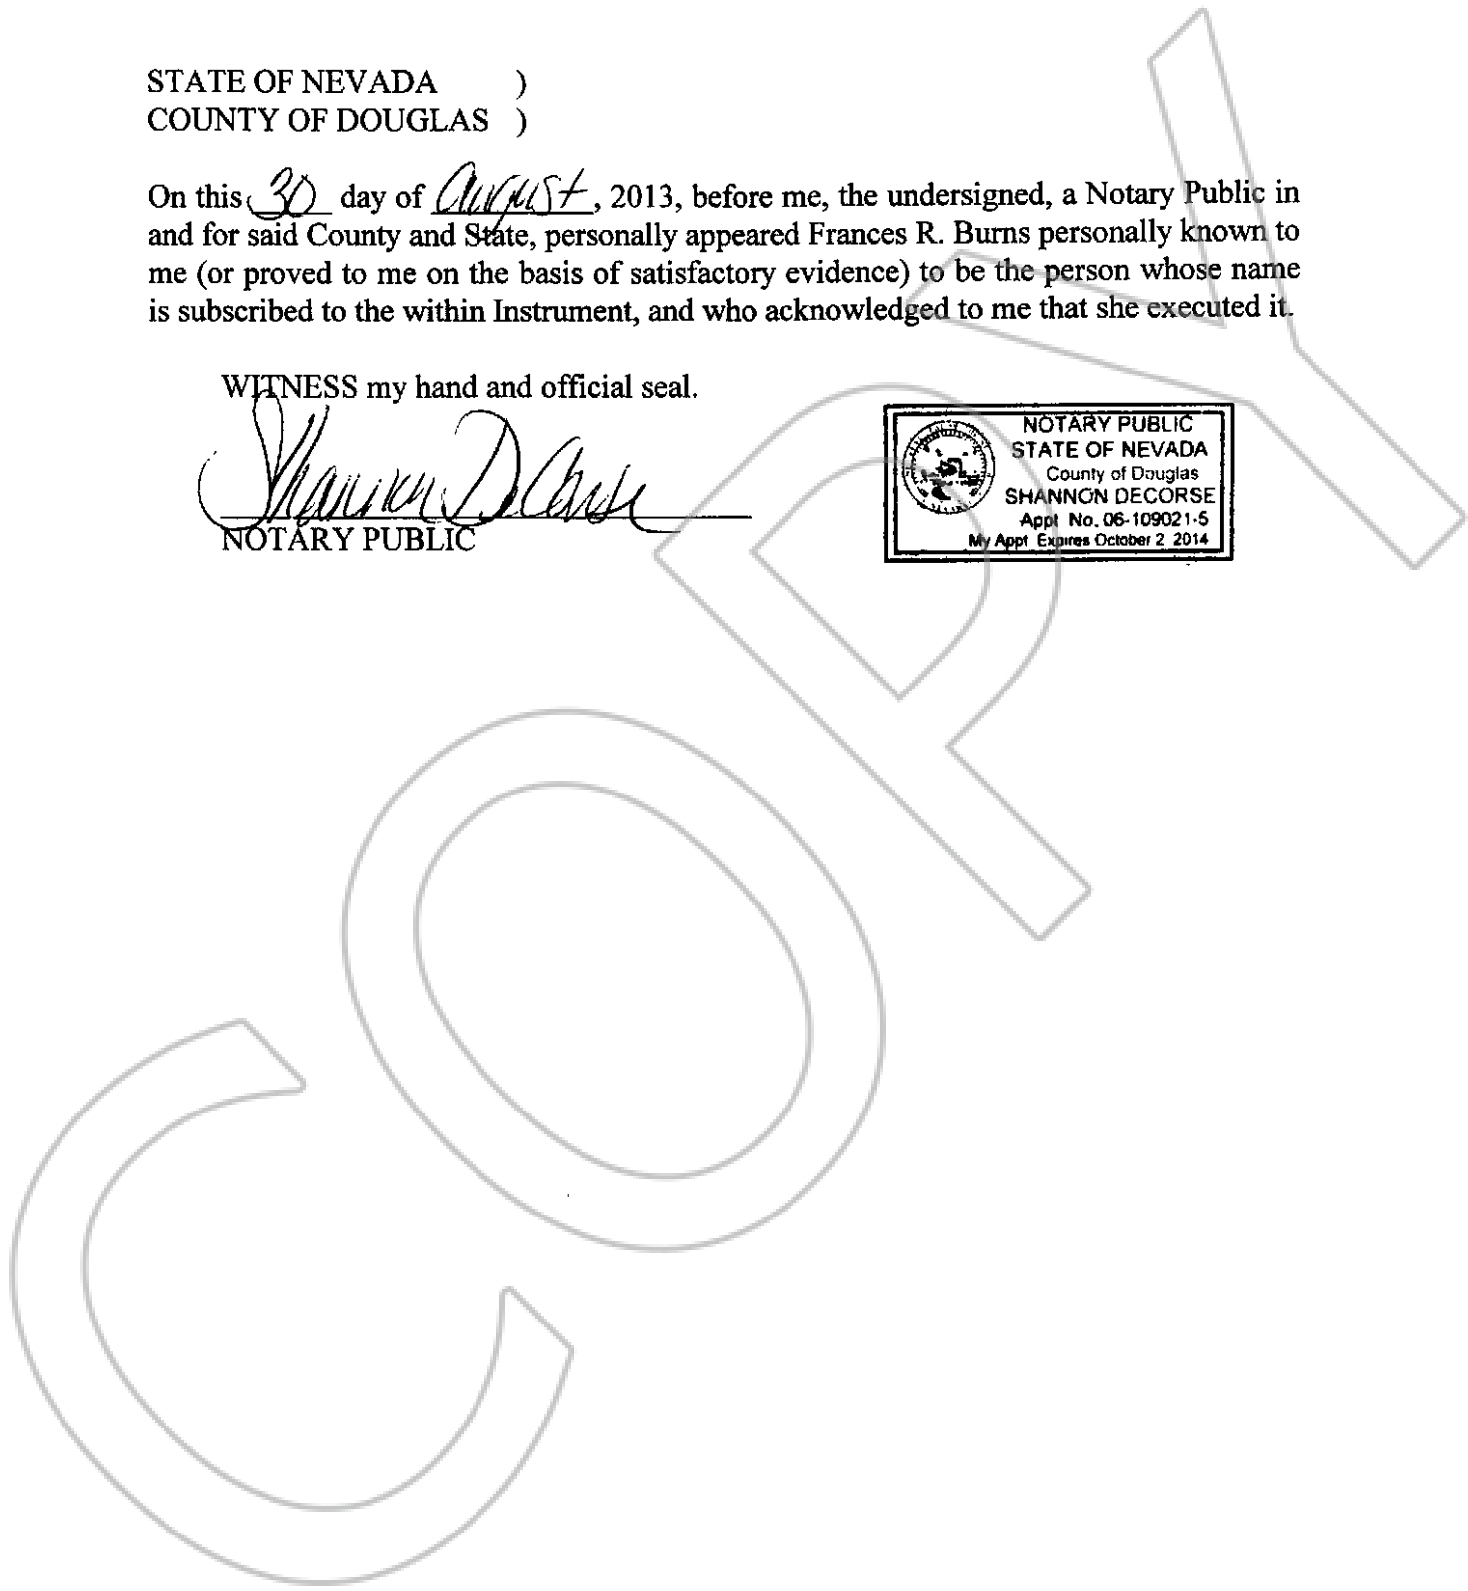 STATE OF NEVADA )
COUNTY OF DOUGLAS )
On this 30 day of August, 2013, before me, the undersigned, a Notary Public in
and for said County and State, personally appeared Frances R. Burns personally known to
me (or proved to me on the basis of satisfactory evidence) to be the person whose name
is subscribed to the within Instrument, and who acknowledged to me that she executed it.
WITNESS my hand and official seal.
Shannon DeCorse
NOTARY PUBLIC
NOTARY PUBLIC
STATE OF NEVADA
County of Douglas
SHANNON DECORSE
Appt No. 06-109021-5
My Appt Expires October 2 2014
COPY